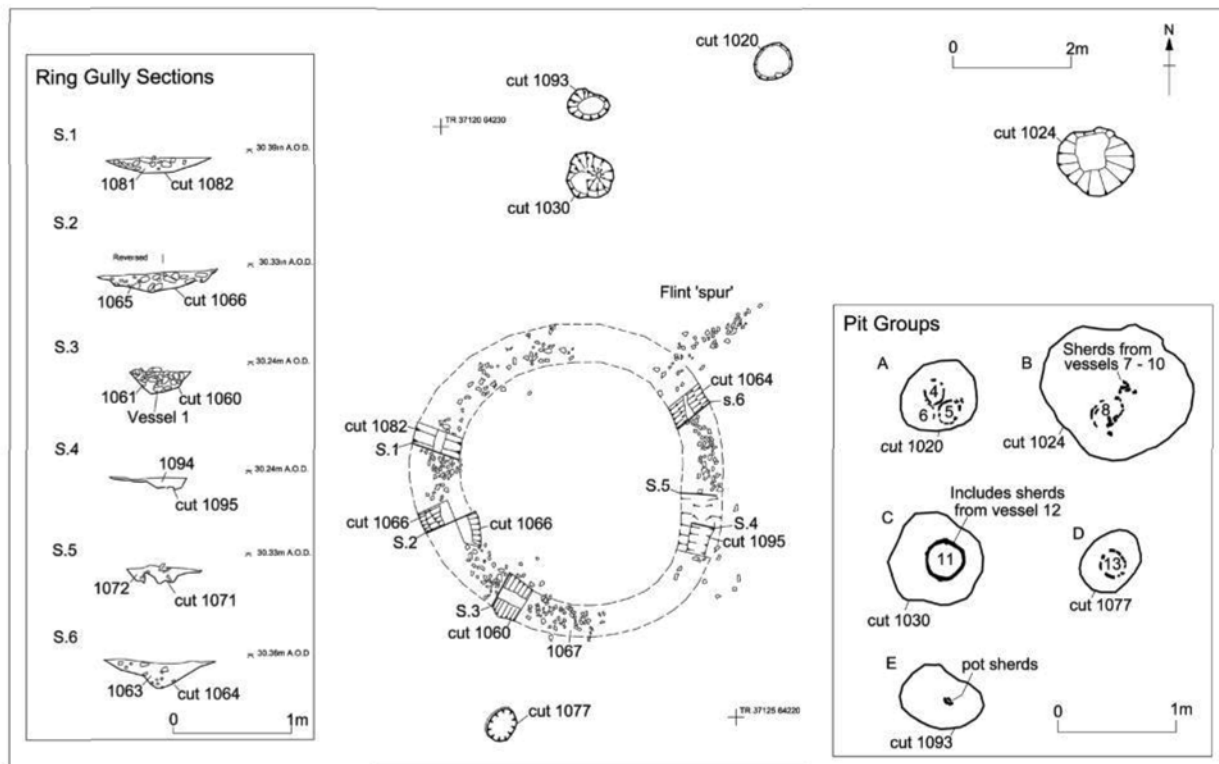 Ring Gully Sections
S.1
30.39m A.O.D.
1081
cut 1082
S.2
Reversed
30.33m A.O.D.
1065
cut 1066
S.3
30.24m A.O.D.
1061
cut 1060
Vessel 1
S.4
1094
30.24m A.O.D.
cut 1095
S.5
30.33m A.O.D.
1072
cut 1071
S.6
30.36m A.O.D
1063
cut 1064
0
1m
cut 1020
cut 1093
cut 1030
cut 1024
0
2m
N
Flint 'spur'
cut 1064
s.6
cut 1082
S.1
S.5
cut 1066
cut 1066
S.2
S.4
cut 1095
S.3
cut 1060
1067
cut 1077
TR 37125 64220
Pit Groups
A
4
6
5
cut 1020
B
Sherds from
vessels 7 - 10
8
cut 1024
C
Includes sherds
from vessel 12
11
cut 1030
D
13
cut 1077
E
pot sherds
cut 1093
0
1m